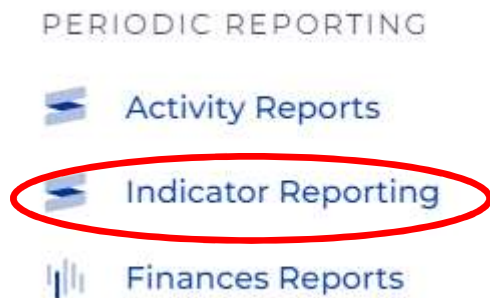 PERIODIC REPORTING
Activity Reports
Indicator Reporting
Finances Reports